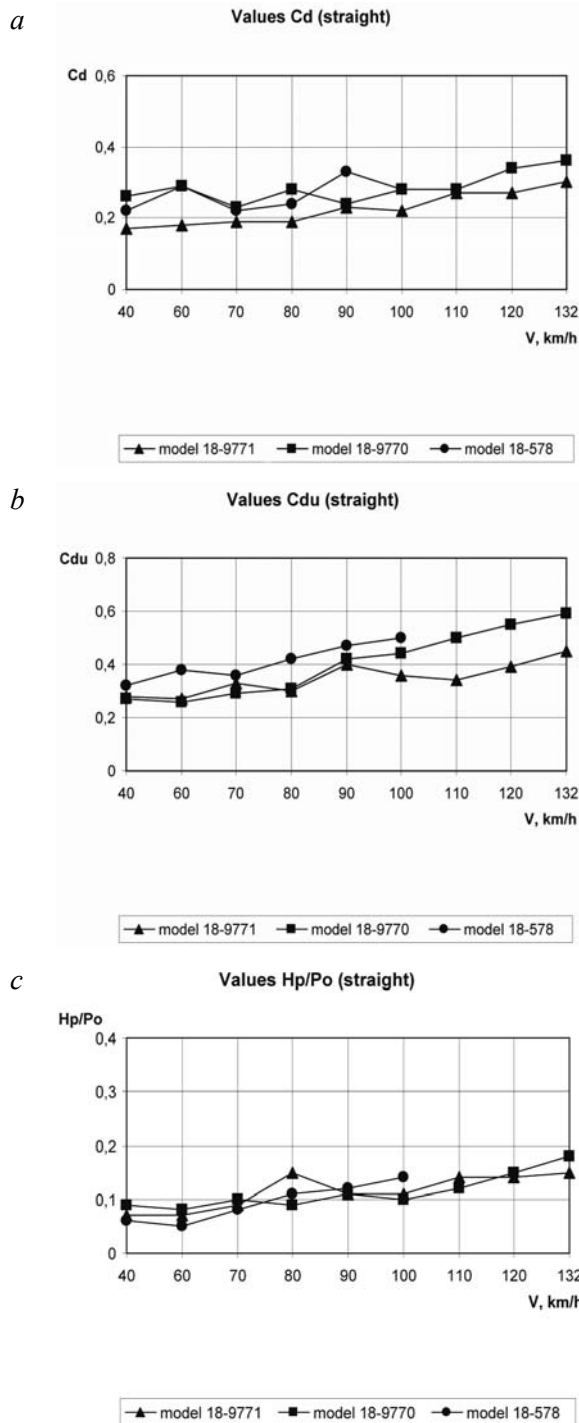 a
Values Cd (straight)
Cd
0,6
0,4
0,2
0
40 60 70 80 90 100 110 120 132
V, km/h
model 18-9771 model 18-9770 model 18-578
b
Values Cdu (straight)
Cdu
0,8
0,6
0,4
0,2
0
40 60 70 80 90 100 110 120 132
V, km/h
model 18-9771 model 18-9770 model 18-578
c
Values Hp/Po (straight)
Hp/Po
0,4
0,3
0,2
0,1
0
40 60 70 80 90 100 110 120 132
V, km/h
model 18-9771 model 18-9770 model 18-578